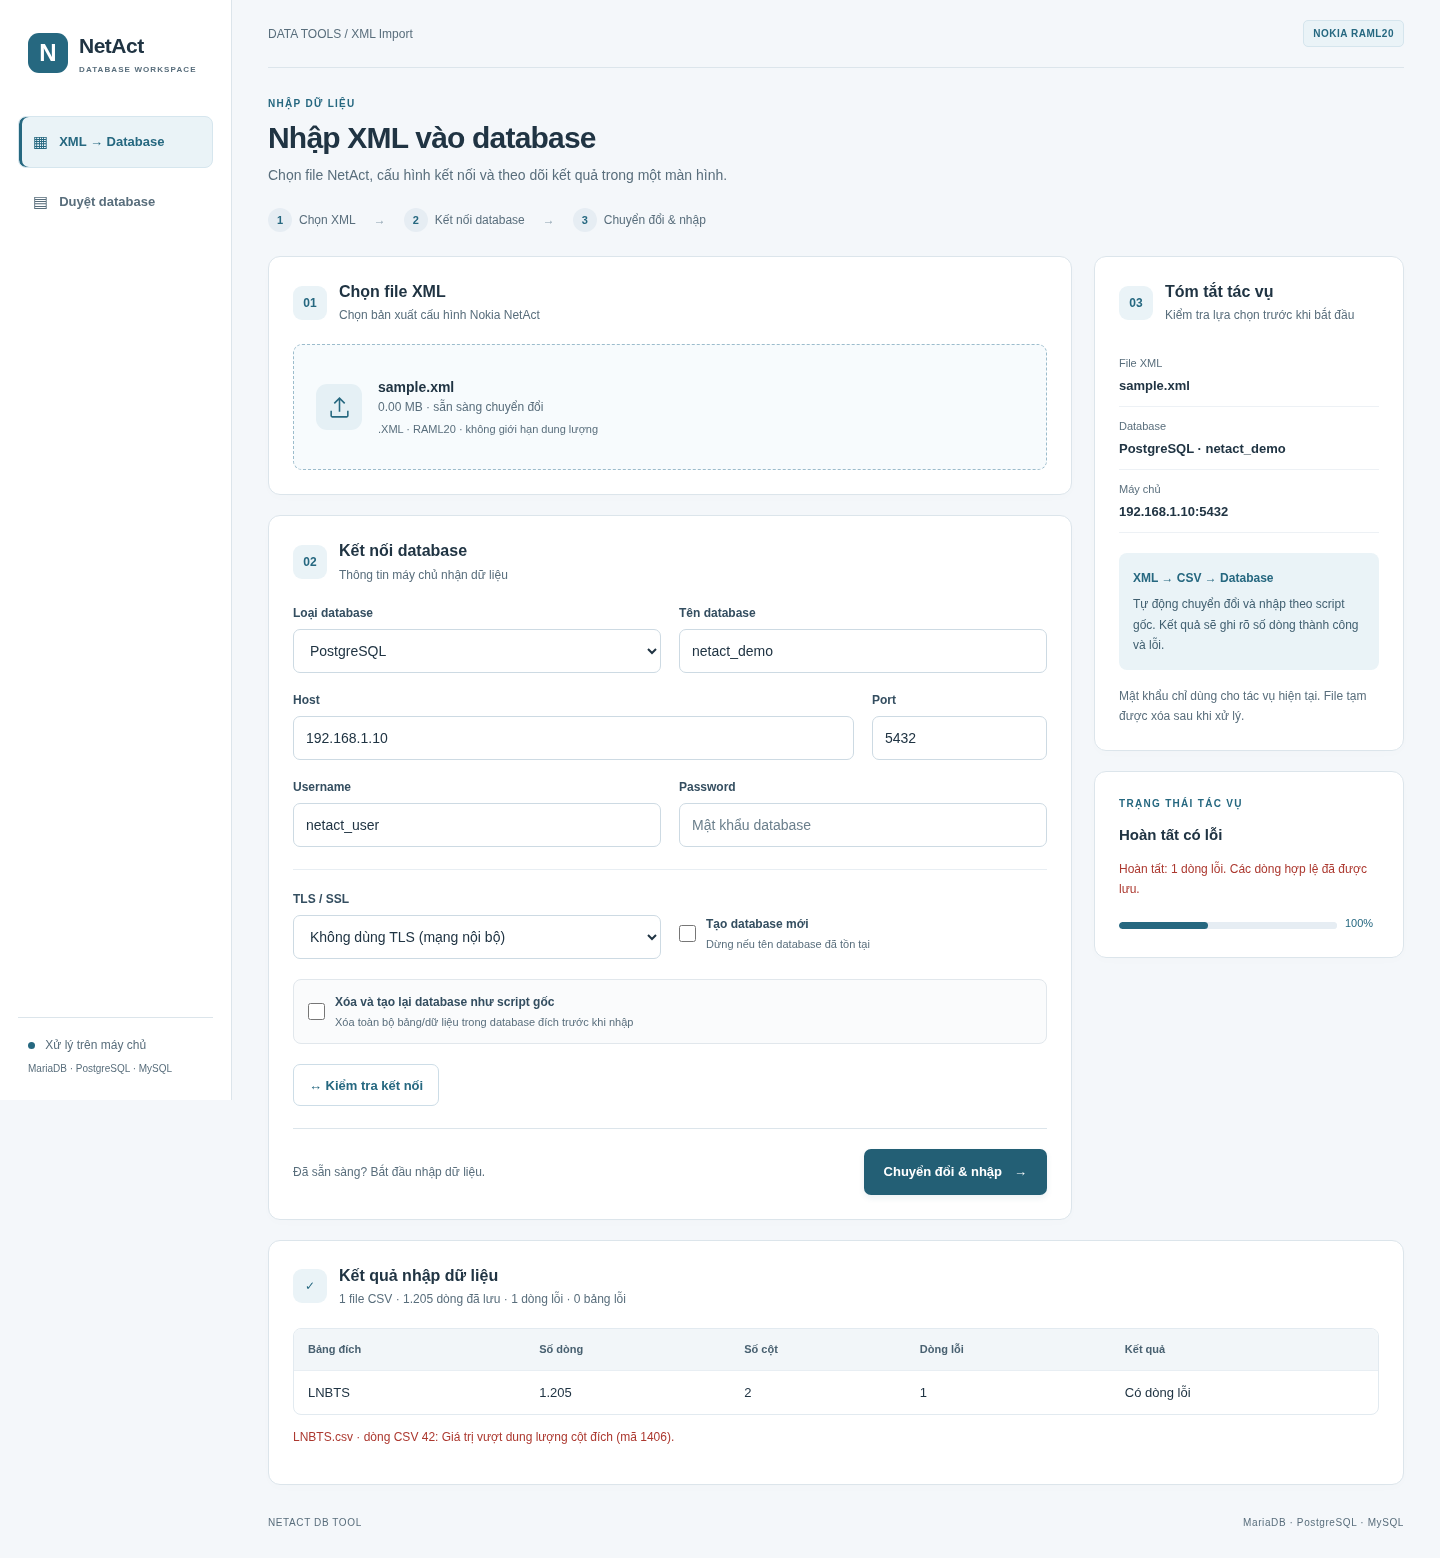 N
NetAct
DATABASE WORKSPACE
XML → Database
Duyệt database
Xử lý trên máy chủ
MariaDB · PostgreSQL · MySQL
DATA TOOLS / XML Import
NOKIA RAML20
NHẬP DỮ LIỆU
Nhập XML vào database
Chọn file NetAct, cấu hình kết nối và theo dõi kết quả trong một màn hình.
1 Chọn XML → 2 Kết nối database → 3 Chuyển đổi & nhập
01
Chọn file XML
Chọn bản xuất cấu hình Nokia NetAct
sample.xml
0.00 MB · sẵn sàng chuyển đổi
.XML · RAML20 · không giới hạn dung lượng
02
Kết nối database
Thông tin máy chủ nhận dữ liệu
Loại database
PostgreSQL
Tên database
netact_demo
Host
192.168.1.10
Port
5432
Username
netact_user
Password
Mật khẩu database
TLS / SSL
Không dùng TLS (mạng nội bộ)
Tạo database mới
Dừng nếu tên database đã tồn tại
Xóa và tạo lại database như script gốc
Xóa toàn bộ bảng/dữ liệu trong database đích trước khi nhập
↔ Kiểm tra kết nối
Đã sẵn sàng? Bắt đầu nhập dữ liệu.
Chuyển đổi & nhập →
03
Tóm tắt tác vụ
Kiểm tra lựa chọn trước khi bắt đầu
File XML
sample.xml
Database
PostgreSQL · netact_demo
Máy chủ
192.168.1.10:5432
XML → CSV → Database
Tự động chuyển đổi và nhập theo script
gốc. Kết quả sẽ ghi rõ số dòng thành công
và lỗi.
Mật khẩu chỉ dùng cho tác vụ hiện tại. File tạm
được xóa sau khi xử lý.
TRẠNG THÁI TÁC VỤ
Hoàn tất có lỗi
Hoàn tất: 1 dòng lỗi. Các dòng hợp lệ đã được
lưu.
100%
✓
Kết quả nhập dữ liệu
1 file CSV · 1.205 dòng đã lưu · 1 dòng lỗi · 0 bảng lỗi
Bảng đích Số dòng Số cột Dòng lỗi Kết quả
LNBTS 1.205 2 1 Có dòng lỗi
LNBTS.csv · dòng CSV 42: Giá trị vượt dung lượng cột đích (mã 1406).
NETACT DB TOOL
MariaDB · PostgreSQL · MySQL